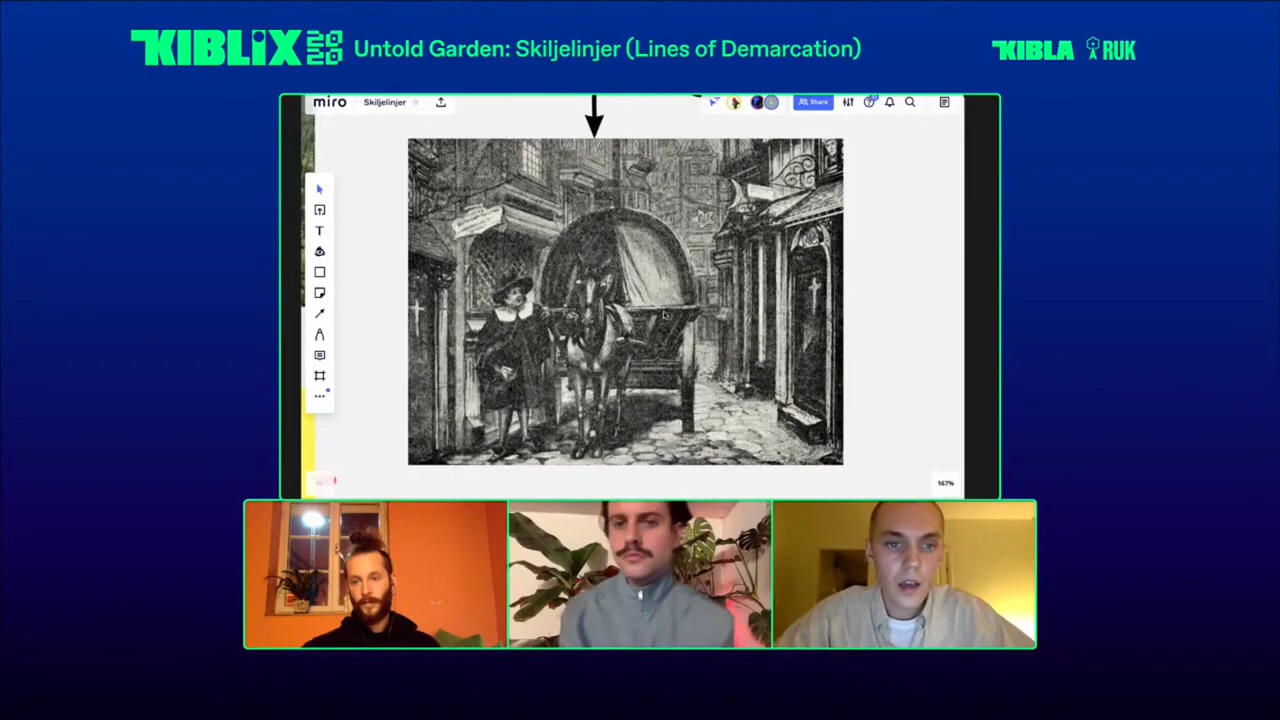 KIBLIX 2020
Untold Garden: Skiljelinjer (Lines of Demarcation)
KIBLA
RUK
miro
Skiljelinjer
Share
T
167%